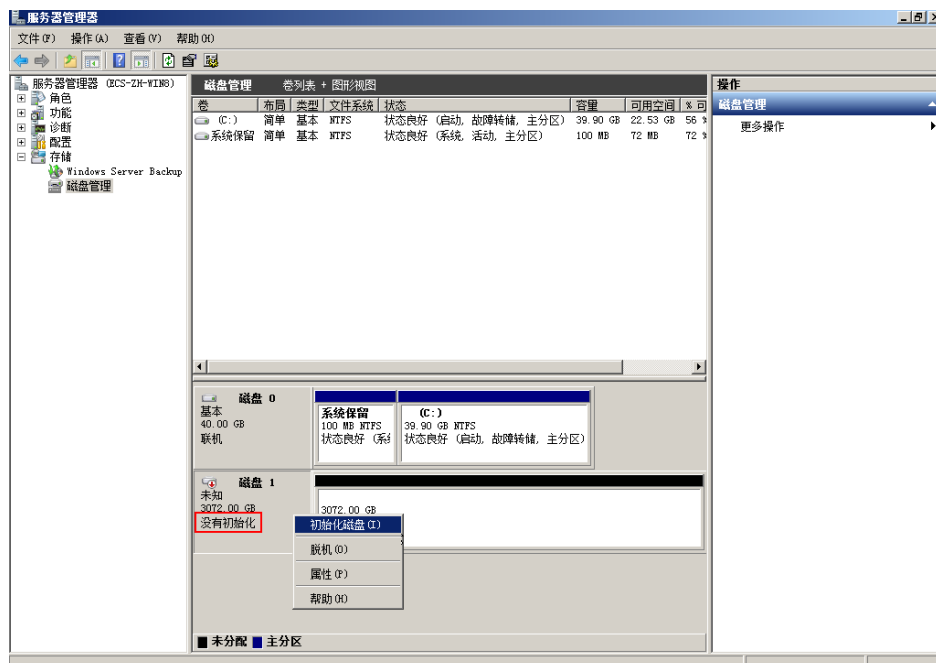 服务器管理器
文件(F) 操作(A) 查看(V) 帮助(H)
服务器管理器 (ECS-ZH-WIN8)
角色
功能
诊断
配置
存储
Windows Server Backup
磁盘管理
磁盘管理 卷列表 + 图形视图
卷 布局 类型 文件系统 状态 容量 可用空间 % 可
(C:) 简单 基本 NTFS 状态良好 (启动, 故障转储, 主分区) 39.90 GB 22.53 GB 56 %
系统保留 简单 基本 NTFS 状态良好 (系统, 活动, 主分区) 100 MB 72 MB 72 %
磁盘 0
基本
40.00 GB
联机
系统保留
100 MB NTFS
状态良好 (系
(C:)
39.90 GB NTFS
状态良好 (启动, 故障转储, 主分区)
磁盘 1
未知
3072.00 GB
没有初始化
3072.00 GB
初始化磁盘(I)
脱机(O)
属性(P)
帮助(H)
未分配 主分区
操作
磁盘管理
更多操作